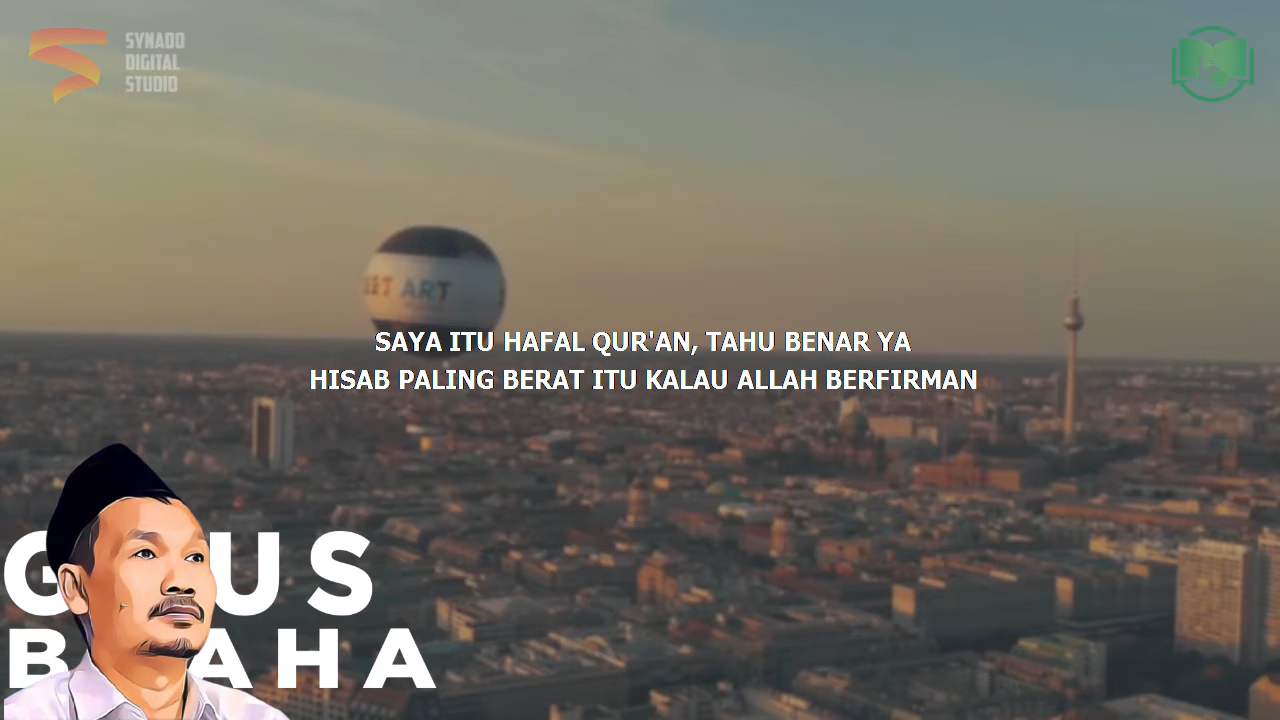 SYNADO
DIGITAL
STUDIO
ET ART
SAYA ITU HAFAL QUR'AN, TAHU BENAR YA
HISAB PALING BERAT ITU KALAU ALLAH BERFIRMAN
GUS
BAHA